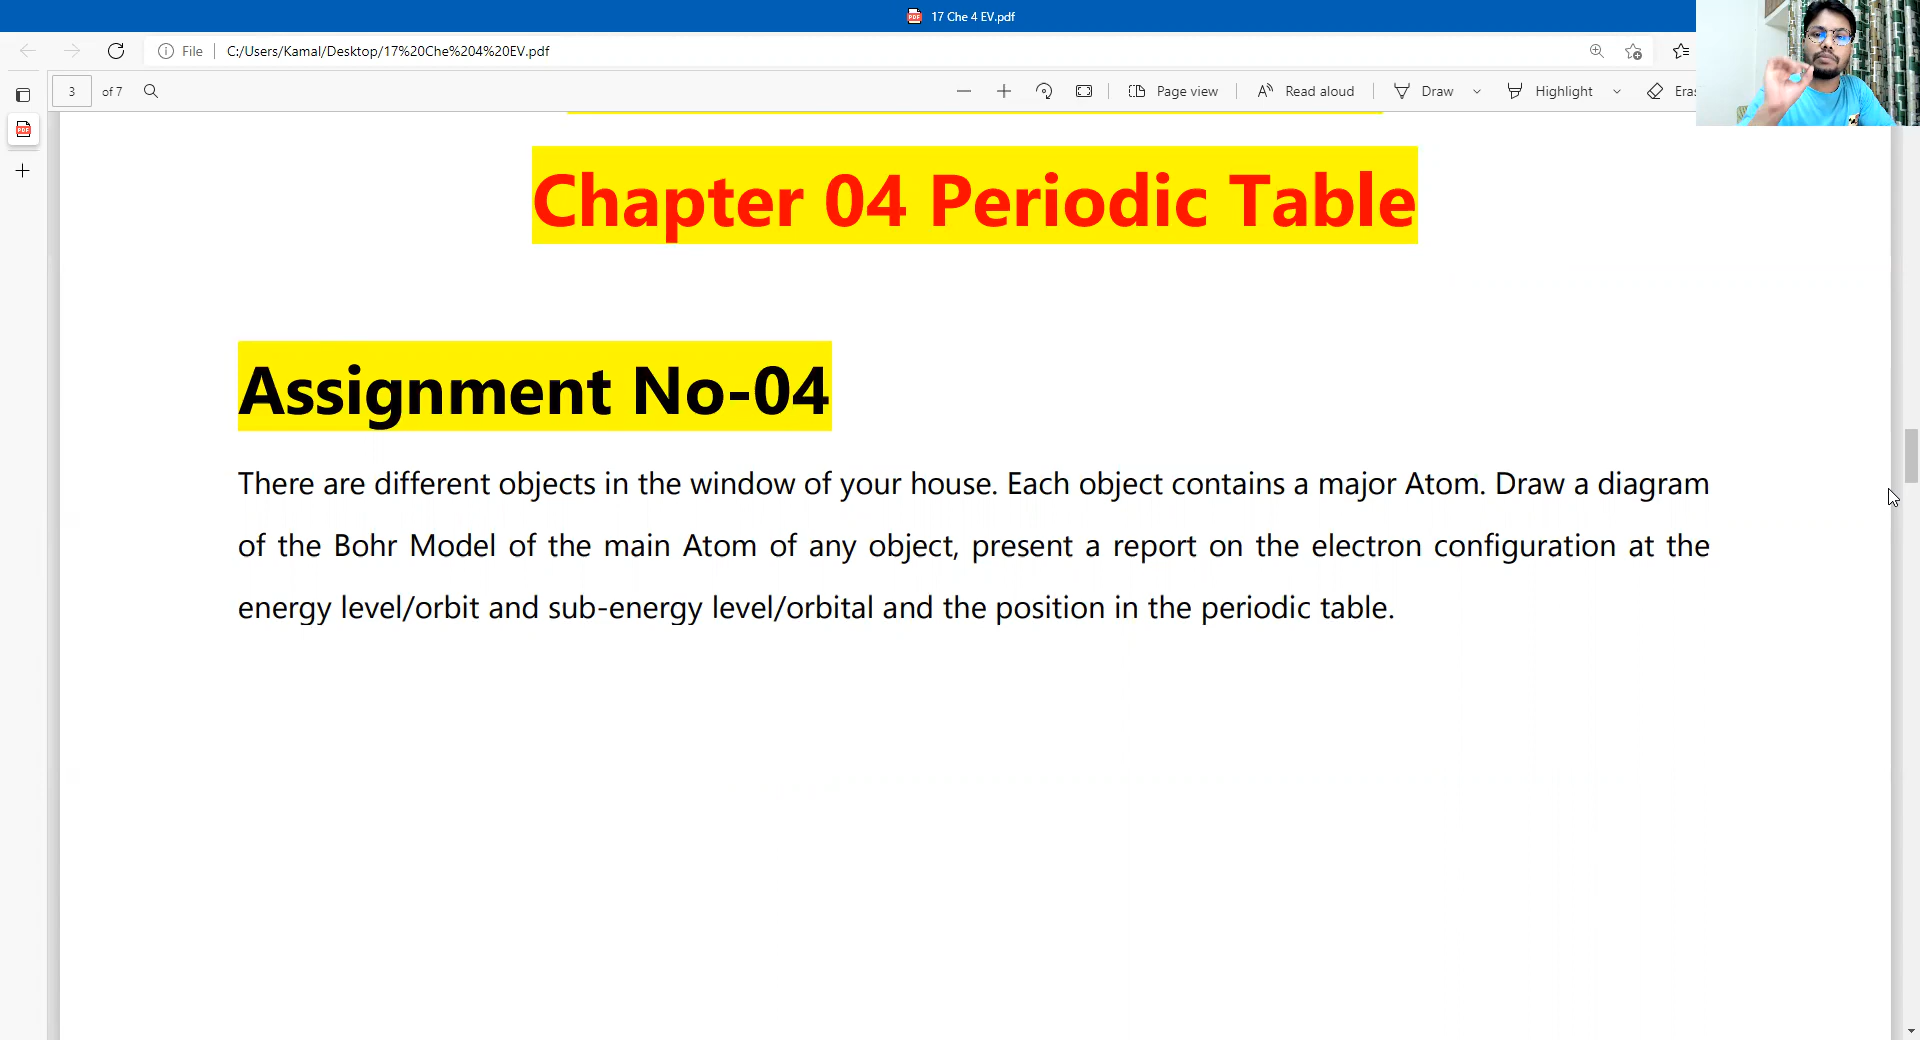 17 Che 4 EV.pdf
File C:/Users/Kamal/Desktop/17%20Che%204%20EV.pdf
3 of 7 Page view Read aloud Draw Highlight Eras
Chapter 04 Periodic Table
Assignment No-04
There are different objects in the window of your house. Each object contains a major Atom. Draw a diagram
of the Bohr Model of the main Atom of any object, present a report on the electron configuration at the
energy level/orbit and sub-energy level/orbital and the position in the periodic table.